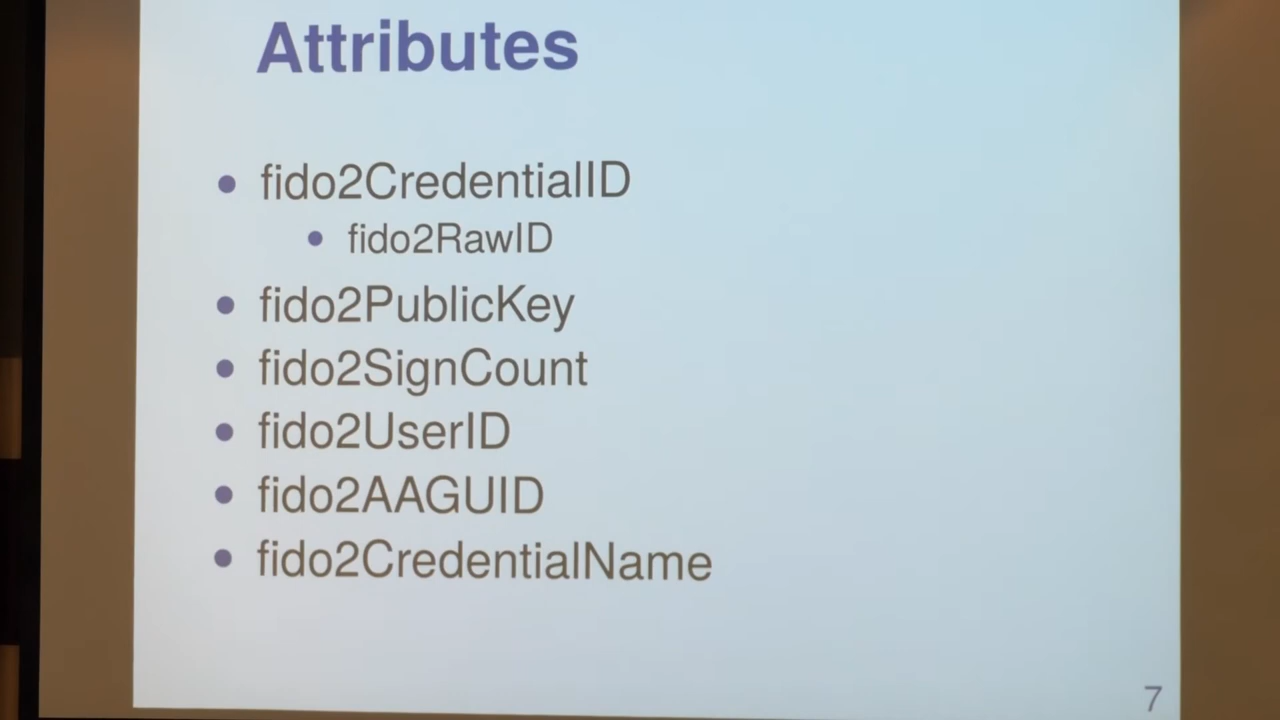 Attributes
fido2CredentialID
fido2RawID
fido2PublicKey
fido2SignCount
fido2UserID
fido2AAGUID
fido2CredentialName
7